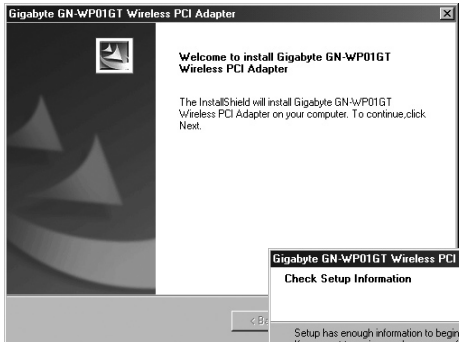 Gigabyte GN-WP01GT Wireless PCI Adapter
Welcome to install Gigabyte GN-WP01GT
Wireless PCI Adapter
The InstallShield will install Gigabyte GN-WP01GT
Wireless PCI Adapter on your computer. To continue,click
Next.
< Ba
Gigabyte GN-WP01GT Wireless PCI
Check Setup Information
Setup has enough information to begin